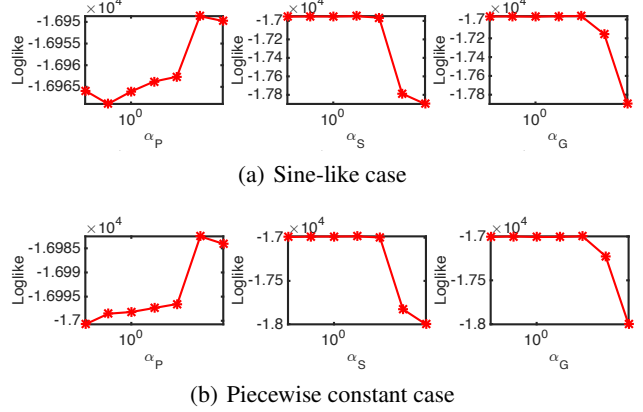 × 10⁴ × 10⁴ × 10⁴
Loglike -1.695 -1.6955 -1.696 -1.6965
10⁰
α_P
Loglike -1.7 -1.72 -1.74 -1.76 -1.78
10⁰
α_S
Loglike -1.7 -1.72 -1.74 -1.76 -1.78
10⁰
α_G
(a) Sine-like case
× 10⁴ × 10⁴ × 10⁴
Loglike -1.6985 -1.699 -1.6995 -1.7
10⁰
α_P
Loglike -1.7 -1.75 -1.8
10⁰
α_S
Loglike -1.7 -1.75 -1.8
10⁰
α_G
(b) Piecewise constant case